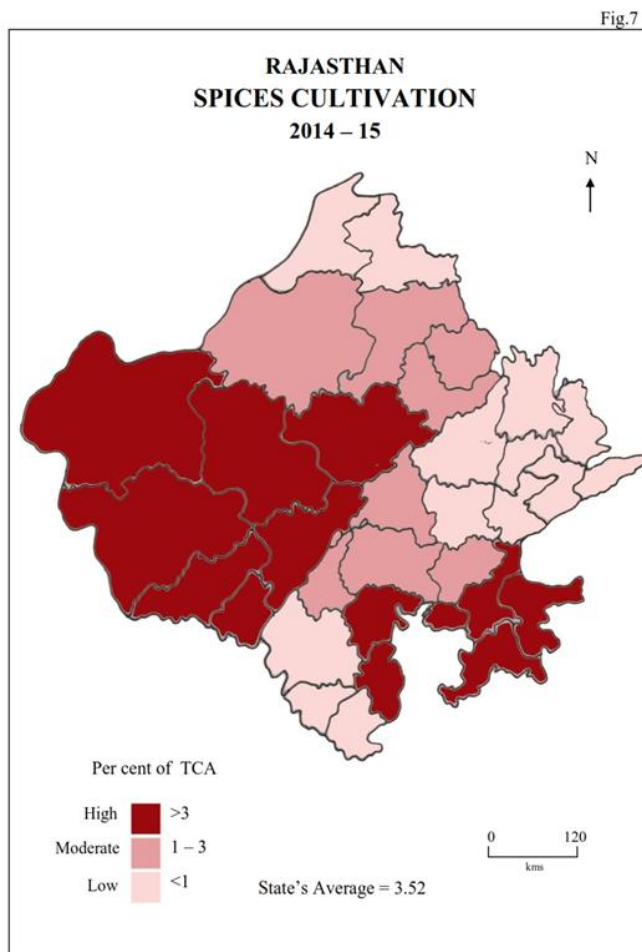 Fig.7
RAJASTHAN
SPICES CULTIVATION
2014 – 15
N
Per cent of TCA
High >3
Moderate 1 – 3
Low <1
0 120
kms
State's Average = 3.52